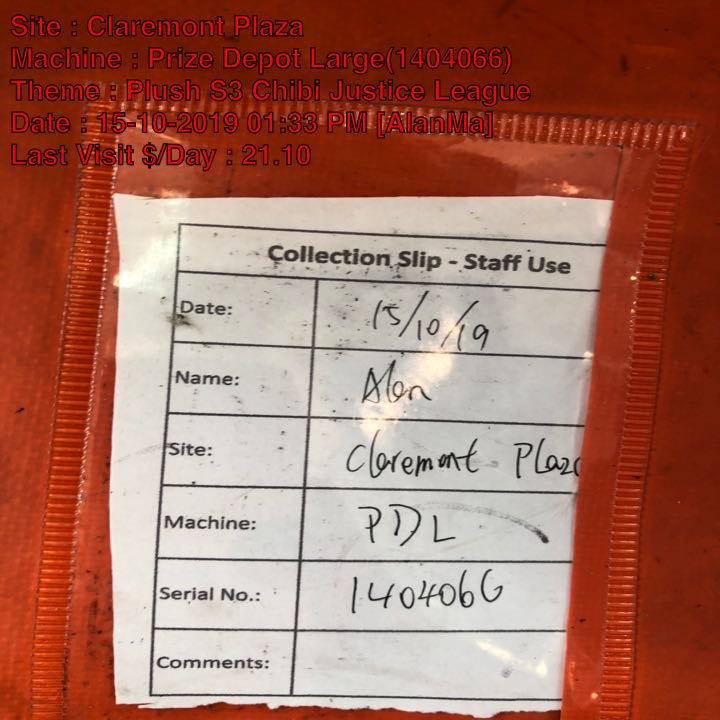 Site : Claremont Plaza
Machine : Prize Depot Large(1404066)
Theme : Plush S3 Chibi Justice League
Date : 15-10-2019 01:33 PM [AlanMa]
Last Visit $/Day : 21.10
Collection Slip - Staff Use
Date: 15/10/19
Name: Alan
Site: Claremont Plaza
Machine: PDL
Serial No.: 1404066
Comments: